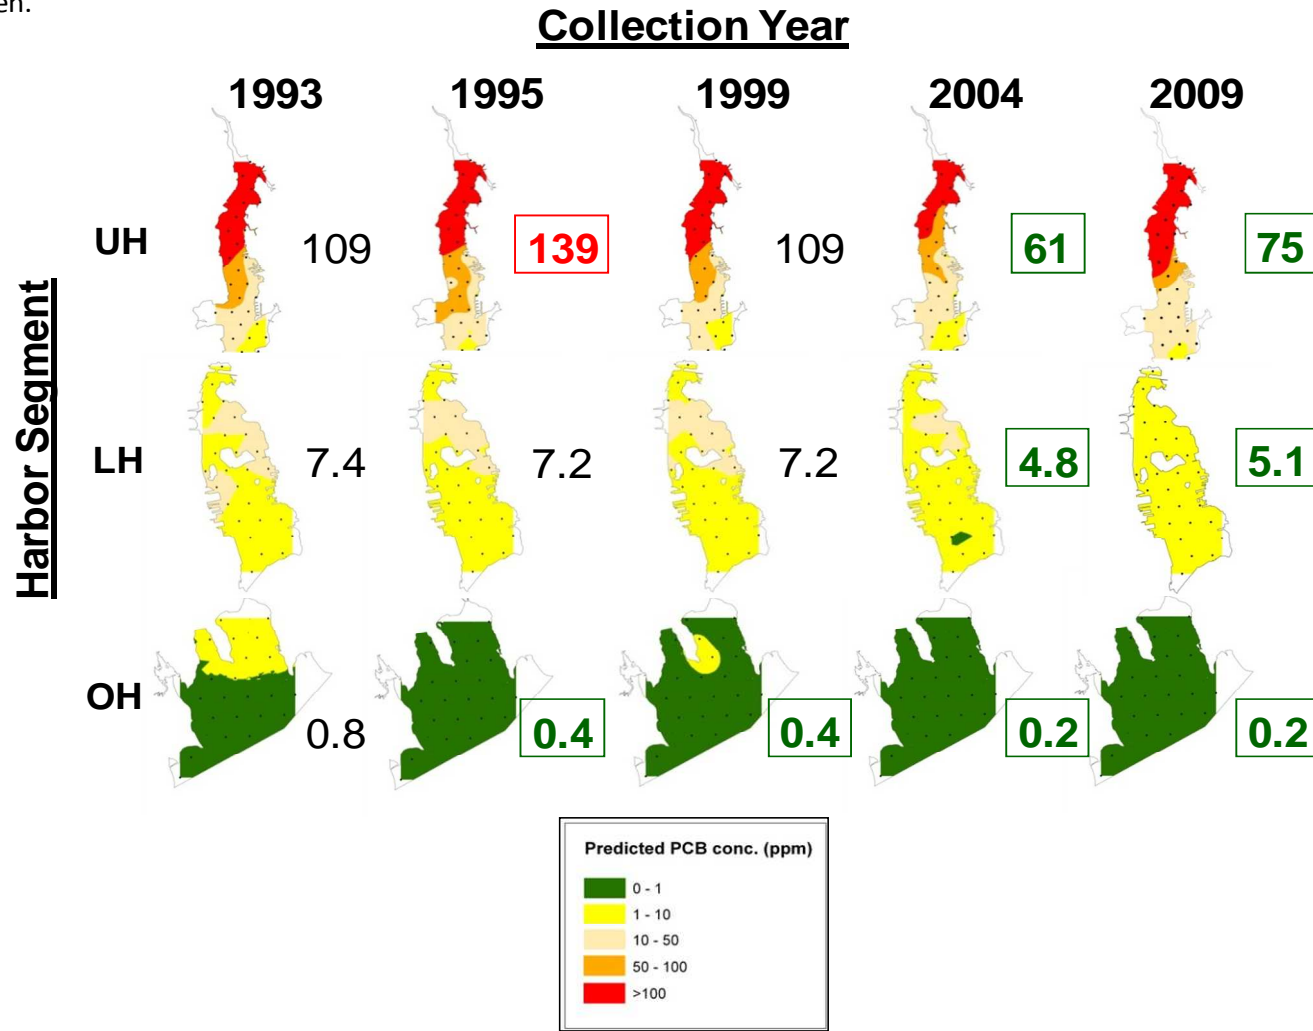 en.
Collection Year
1993 1995 1999 2004 2009
Harbor Segment
UH 109 139 109 61 75
LH 7.4 7.2 7.2 4.8 5.1
OH 0.8 0.4 0.4 0.2 0.2
Predicted PCB conc. (ppm)
0 - 1
1 - 10
10 - 50
50 - 100
>100